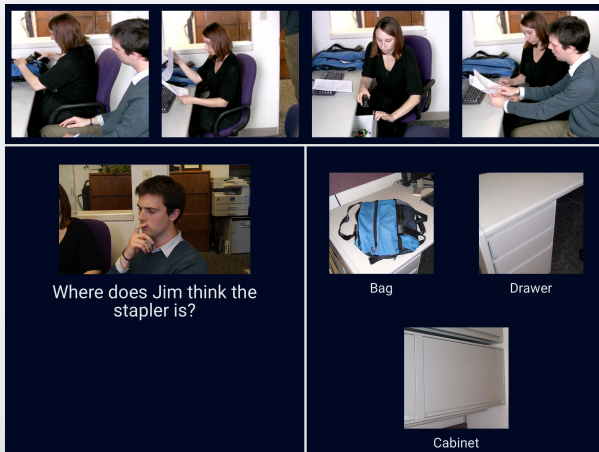 Where does Jim think the
stapler is?
Bag
Drawer
Cabinet